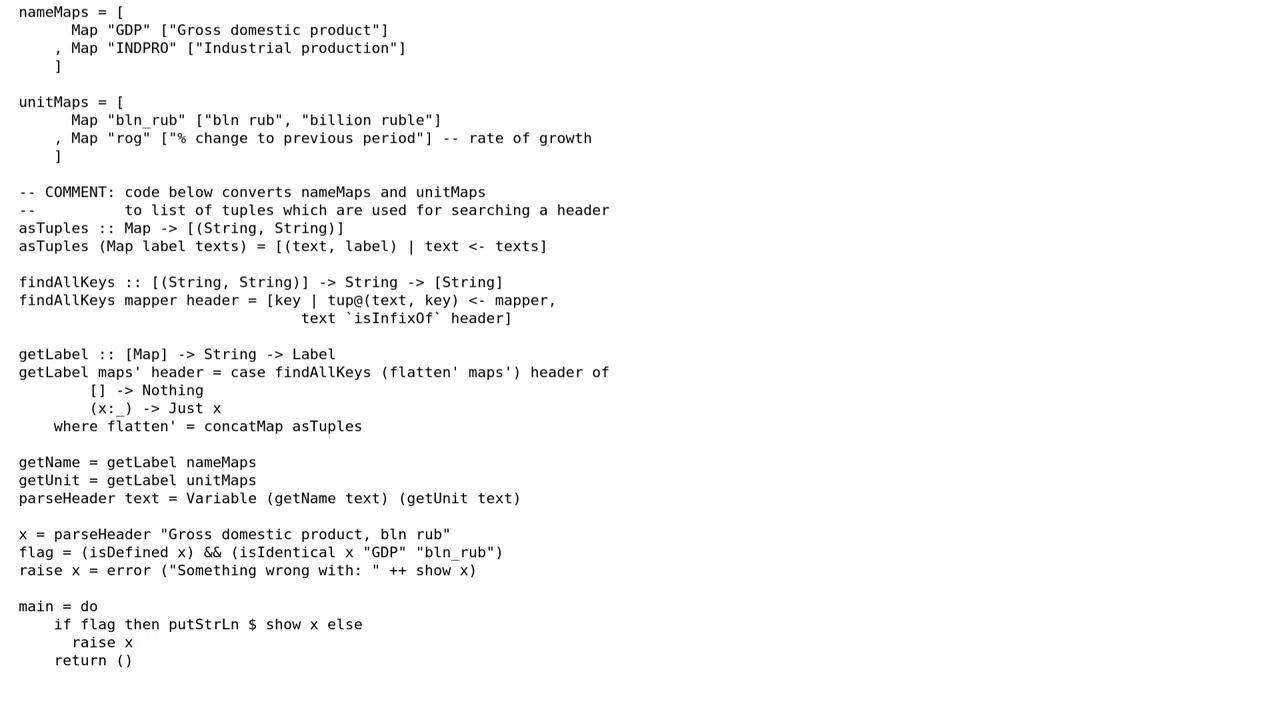 nameMaps = [
      Map "GDP" ["Gross domestic product"]
    , Map "INDPRO" ["Industrial production"]
    ]

unitMaps = [
      Map "bln_rub" ["bln rub", "billion ruble"]
    , Map "rog" ["% change to previous period"] -- rate of growth
    ]

-- COMMENT: code below converts nameMaps and unitMaps
--          to list of tuples which are used for searching a header
asTuples :: Map -> [(String, String)]
asTuples (Map label texts) = [(text, label) | text <- texts]

findAllKeys :: [(String, String)] -> String -> [String]
findAllKeys mapper header = [key | tup@(text, key) <- mapper,
                                text `isInfixOf` header]

getLabel :: [Map] -> String -> Label
getLabel maps' header = case findAllKeys (flatten' maps') header of
        [] -> Nothing
        (x:_) -> Just x
    where flatten' = concatMap asTuples

getName = getLabel nameMaps
getUnit = getLabel unitMaps
parseHeader text = Variable (getName text) (getUnit text)

x = parseHeader "Gross domestic product, bln rub"
flag = (isDefined x) && (isIdentical x "GDP" "bln_rub")
raise x = error ("Something wrong with: " ++ show x)

main = do
    if flag then putStrLn $ show x else
      raise x
    return ()